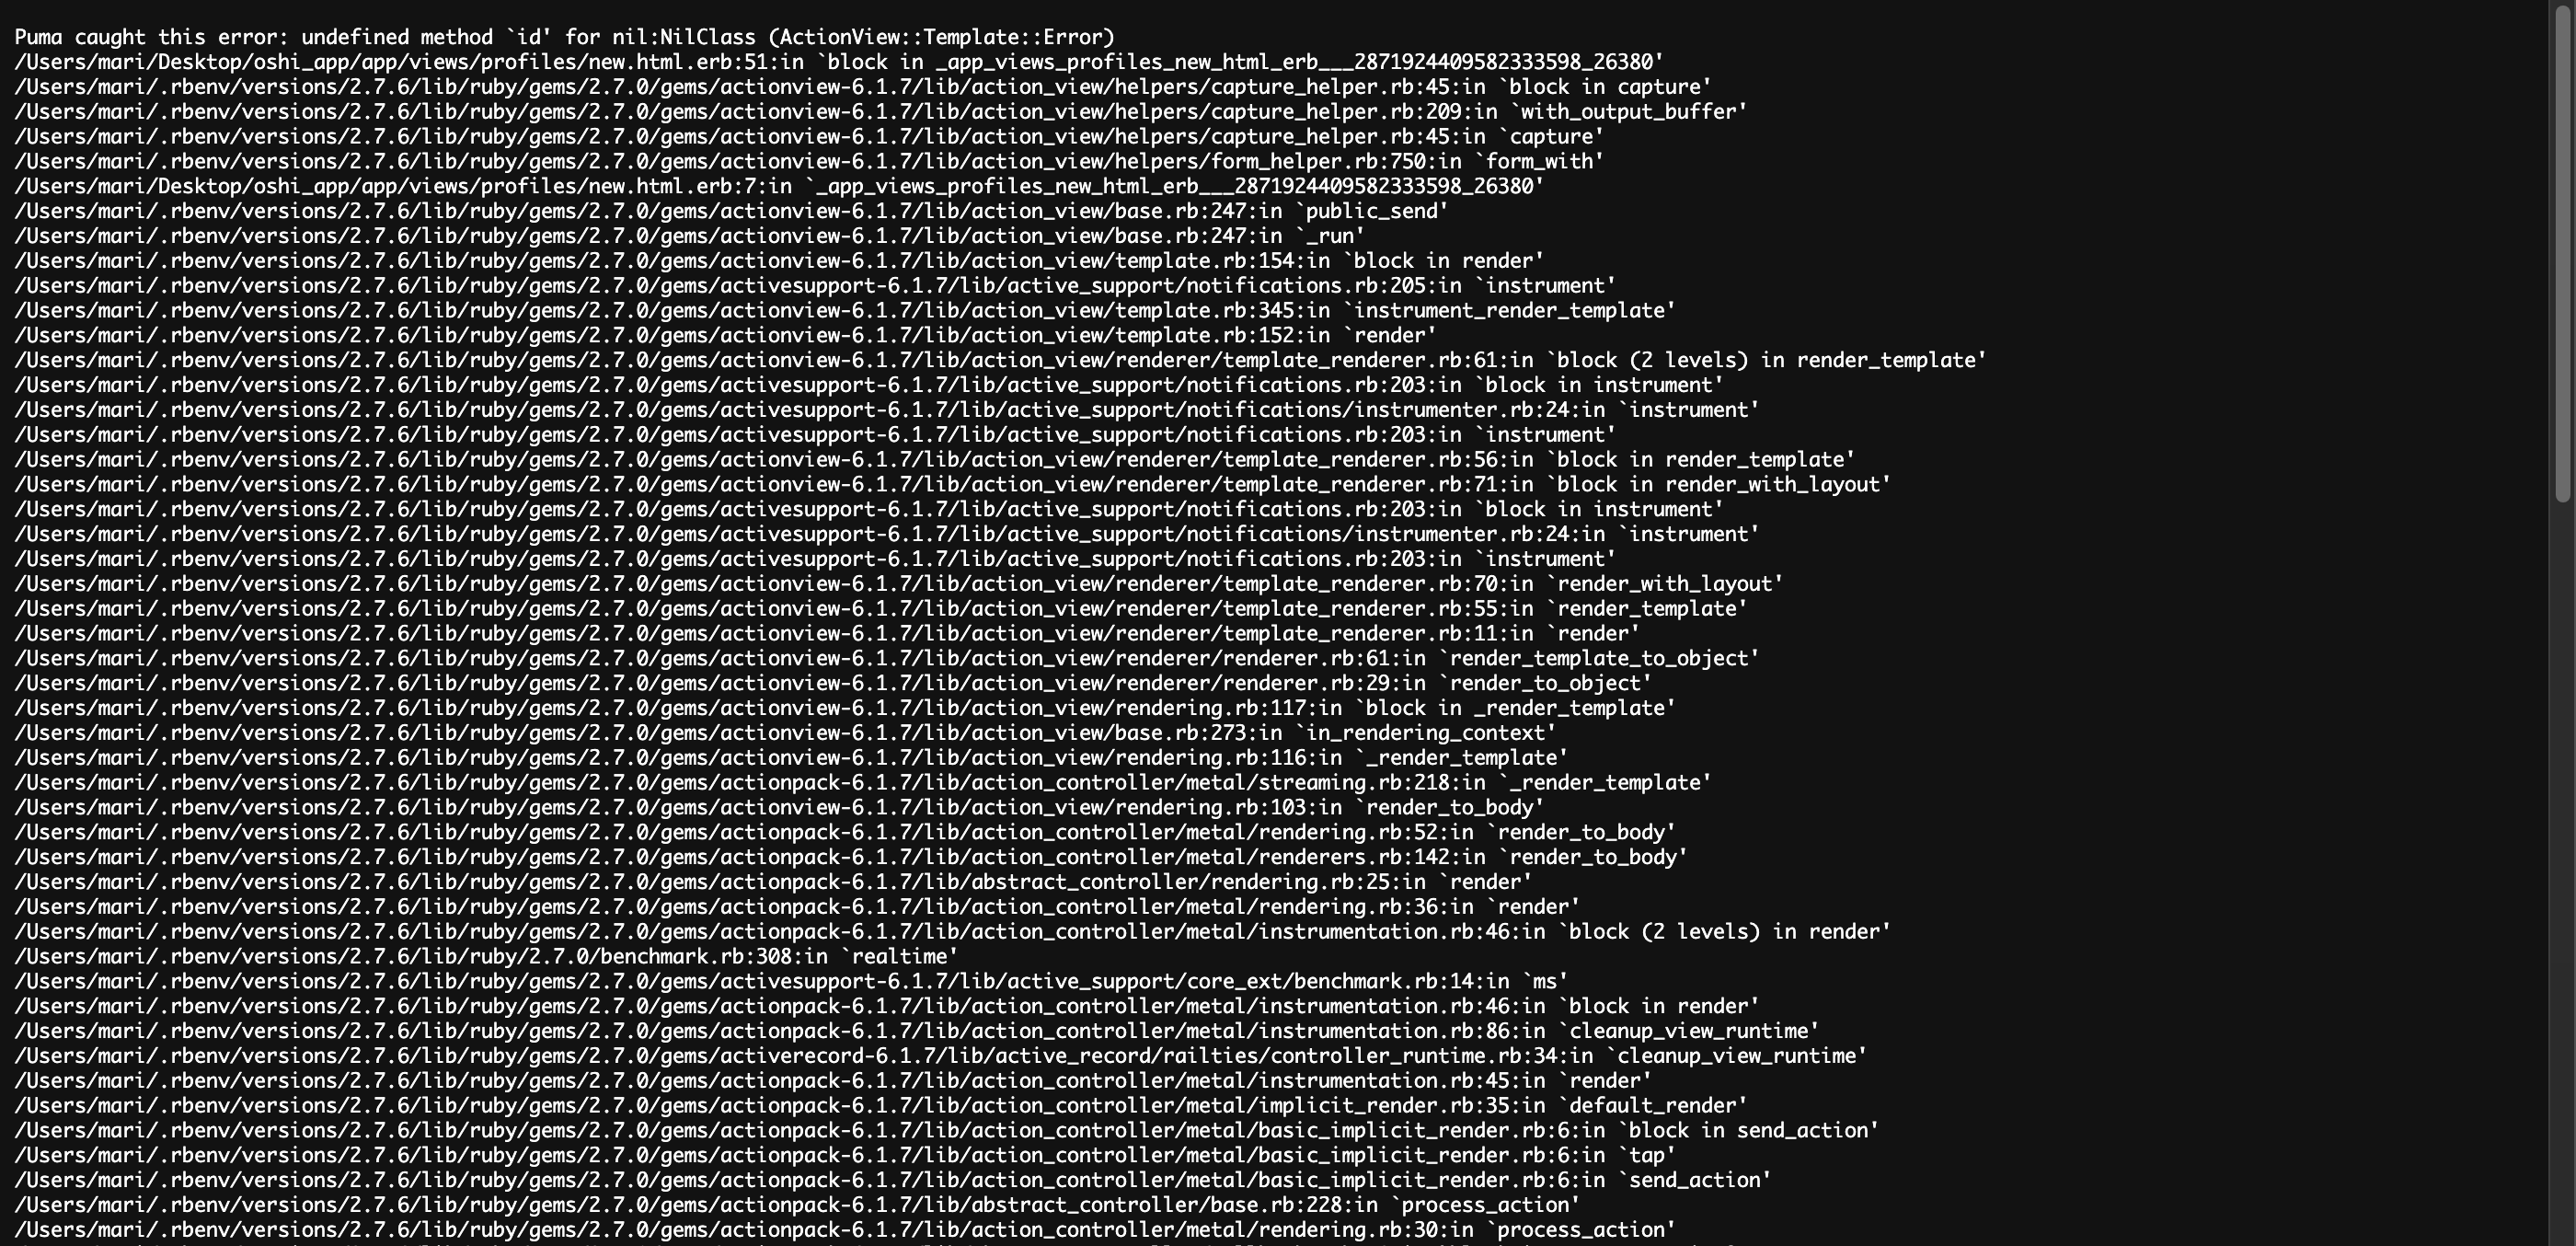 Puma caught this error: undefined method `id' for nil:NilClass (ActionView::Template::Error)
/Users/mari/Desktop/oshi_app/app/views/profiles/new.html.erb:51:in `block in _app_views_profiles_new_html_erb___2871924409582333598_26380'
/Users/mari/.rbenv/versions/2.7.6/lib/ruby/gems/2.7.0/gems/actionview-6.1.7/lib/action_view/helpers/capture_helper.rb:45:in `block in capture'
/Users/mari/.rbenv/versions/2.7.6/lib/ruby/gems/2.7.0/gems/actionview-6.1.7/lib/action_view/helpers/capture_helper.rb:209:in `with_output_buffer'
/Users/mari/.rbenv/versions/2.7.6/lib/ruby/gems/2.7.0/gems/actionview-6.1.7/lib/action_view/helpers/capture_helper.rb:45:in `capture'
/Users/mari/.rbenv/versions/2.7.6/lib/ruby/gems/2.7.0/gems/actionview-6.1.7/lib/action_view/helpers/form_helper.rb:750:in `form_with'
/Users/mari/Desktop/oshi_app/app/views/profiles/new.html.erb:7:in `_app_views_profiles_new_html_erb___2871924409582333598_26380'
/Users/mari/.rbenv/versions/2.7.6/lib/ruby/gems/2.7.0/gems/actionview-6.1.7/lib/action_view/base.rb:247:in `public_send'
/Users/mari/.rbenv/versions/2.7.6/lib/ruby/gems/2.7.0/gems/actionview-6.1.7/lib/action_view/base.rb:247:in `_run'
/Users/mari/.rbenv/versions/2.7.6/lib/ruby/gems/2.7.0/gems/actionview-6.1.7/lib/action_view/template.rb:154:in `block in render'
/Users/mari/.rbenv/versions/2.7.6/lib/ruby/gems/2.7.0/gems/activesupport-6.1.7/lib/active_support/notifications.rb:205:in `instrument'
/Users/mari/.rbenv/versions/2.7.6/lib/ruby/gems/2.7.0/gems/actionview-6.1.7/lib/action_view/template.rb:345:in `instrument_render_template'
/Users/mari/.rbenv/versions/2.7.6/lib/ruby/gems/2.7.0/gems/actionview-6.1.7/lib/action_view/template.rb:152:in `render'
/Users/mari/.rbenv/versions/2.7.6/lib/ruby/gems/2.7.0/gems/actionview-6.1.7/lib/action_view/renderer/template_renderer.rb:61:in `block (2 levels) in render_template'
/Users/mari/.rbenv/versions/2.7.6/lib/ruby/gems/2.7.0/gems/activesupport-6.1.7/lib/active_support/notifications.rb:203:in `block in instrument'
/Users/mari/.rbenv/versions/2.7.6/lib/ruby/gems/2.7.0/gems/activesupport-6.1.7/lib/active_support/notifications/instrumenter.rb:24:in `instrument'
/Users/mari/.rbenv/versions/2.7.6/lib/ruby/gems/2.7.0/gems/activesupport-6.1.7/lib/active_support/notifications.rb:203:in `instrument'
/Users/mari/.rbenv/versions/2.7.6/lib/ruby/gems/2.7.0/gems/actionview-6.1.7/lib/action_view/renderer/template_renderer.rb:56:in `block in render_template'
/Users/mari/.rbenv/versions/2.7.6/lib/ruby/gems/2.7.0/gems/actionview-6.1.7/lib/action_view/renderer/template_renderer.rb:71:in `block in render_with_layout'
/Users/mari/.rbenv/versions/2.7.6/lib/ruby/gems/2.7.0/gems/activesupport-6.1.7/lib/active_support/notifications.rb:203:in `block in instrument'
/Users/mari/.rbenv/versions/2.7.6/lib/ruby/gems/2.7.0/gems/activesupport-6.1.7/lib/active_support/notifications/instrumenter.rb:24:in `instrument'
/Users/mari/.rbenv/versions/2.7.6/lib/ruby/gems/2.7.0/gems/activesupport-6.1.7/lib/active_support/notifications.rb:203:in `instrument'
/Users/mari/.rbenv/versions/2.7.6/lib/ruby/gems/2.7.0/gems/actionview-6.1.7/lib/action_view/renderer/template_renderer.rb:70:in `render_with_layout'
/Users/mari/.rbenv/versions/2.7.6/lib/ruby/gems/2.7.0/gems/actionview-6.1.7/lib/action_view/renderer/template_renderer.rb:55:in `render_template'
/Users/mari/.rbenv/versions/2.7.6/lib/ruby/gems/2.7.0/gems/actionview-6.1.7/lib/action_view/renderer/template_renderer.rb:11:in `render'
/Users/mari/.rbenv/versions/2.7.6/lib/ruby/gems/2.7.0/gems/actionview-6.1.7/lib/action_view/renderer/renderer.rb:61:in `render_template_to_object'
/Users/mari/.rbenv/versions/2.7.6/lib/ruby/gems/2.7.0/gems/actionview-6.1.7/lib/action_view/renderer/renderer.rb:29:in `render_to_object'
/Users/mari/.rbenv/versions/2.7.6/lib/ruby/gems/2.7.0/gems/actionview-6.1.7/lib/action_view/rendering.rb:117:in `block in _render_template'
/Users/mari/.rbenv/versions/2.7.6/lib/ruby/gems/2.7.0/gems/actionview-6.1.7/lib/action_view/base.rb:273:in `in_rendering_context'
/Users/mari/.rbenv/versions/2.7.6/lib/ruby/gems/2.7.0/gems/actionview-6.1.7/lib/action_view/rendering.rb:116:in `_render_template'
/Users/mari/.rbenv/versions/2.7.6/lib/ruby/gems/2.7.0/gems/actionpack-6.1.7/lib/action_controller/metal/streaming.rb:218:in `_render_template'
/Users/mari/.rbenv/versions/2.7.6/lib/ruby/gems/2.7.0/gems/actionview-6.1.7/lib/action_view/rendering.rb:103:in `render_to_body'
/Users/mari/.rbenv/versions/2.7.6/lib/ruby/gems/2.7.0/gems/actionpack-6.1.7/lib/action_controller/metal/rendering.rb:52:in `render_to_body'
/Users/mari/.rbenv/versions/2.7.6/lib/ruby/gems/2.7.0/gems/actionpack-6.1.7/lib/action_controller/metal/renderers.rb:142:in `render_to_body'
/Users/mari/.rbenv/versions/2.7.6/lib/ruby/gems/2.7.0/gems/actionpack-6.1.7/lib/abstract_controller/rendering.rb:25:in `render'
/Users/mari/.rbenv/versions/2.7.6/lib/ruby/gems/2.7.0/gems/actionpack-6.1.7/lib/action_controller/metal/rendering.rb:36:in `render'
/Users/mari/.rbenv/versions/2.7.6/lib/ruby/gems/2.7.0/gems/actionpack-6.1.7/lib/action_controller/metal/instrumentation.rb:46:in `block (2 levels) in render'
/Users/mari/.rbenv/versions/2.7.6/lib/ruby/2.7.0/benchmark.rb:308:in `realtime'
/Users/mari/.rbenv/versions/2.7.6/lib/ruby/gems/2.7.0/gems/activesupport-6.1.7/lib/active_support/core_ext/benchmark.rb:14:in `ms'
/Users/mari/.rbenv/versions/2.7.6/lib/ruby/gems/2.7.0/gems/actionpack-6.1.7/lib/action_controller/metal/instrumentation.rb:46:in `block in render'
/Users/mari/.rbenv/versions/2.7.6/lib/ruby/gems/2.7.0/gems/actionpack-6.1.7/lib/action_controller/metal/instrumentation.rb:86:in `cleanup_view_runtime'
/Users/mari/.rbenv/versions/2.7.6/lib/ruby/gems/2.7.0/gems/activerecord-6.1.7/lib/active_record/railties/controller_runtime.rb:34:in `cleanup_view_runtime'
/Users/mari/.rbenv/versions/2.7.6/lib/ruby/gems/2.7.0/gems/actionpack-6.1.7/lib/action_controller/metal/instrumentation.rb:45:in `render'
/Users/mari/.rbenv/versions/2.7.6/lib/ruby/gems/2.7.0/gems/actionpack-6.1.7/lib/action_controller/metal/implicit_render.rb:35:in `default_render'
/Users/mari/.rbenv/versions/2.7.6/lib/ruby/gems/2.7.0/gems/actionpack-6.1.7/lib/action_controller/metal/basic_implicit_render.rb:6:in `block in send_action'
/Users/mari/.rbenv/versions/2.7.6/lib/ruby/gems/2.7.0/gems/actionpack-6.1.7/lib/action_controller/metal/basic_implicit_render.rb:6:in `tap'
/Users/mari/.rbenv/versions/2.7.6/lib/ruby/gems/2.7.0/gems/actionpack-6.1.7/lib/action_controller/metal/basic_implicit_render.rb:6:in `send_action'
/Users/mari/.rbenv/versions/2.7.6/lib/ruby/gems/2.7.0/gems/actionpack-6.1.7/lib/abstract_controller/base.rb:228:in `process_action'
/Users/mari/.rbenv/versions/2.7.6/lib/ruby/gems/2.7.0/gems/actionpack-6.1.7/lib/action_controller/metal/rendering.rb:30:in `process_action'